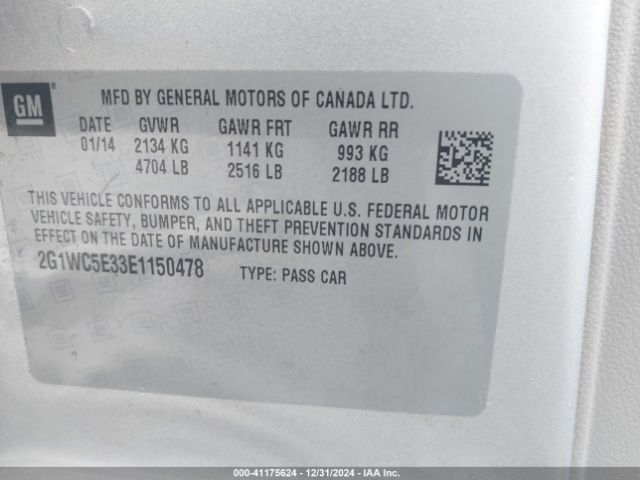 GM ®
MFD BY GENERAL MOTORS OF CANADA LTD.
DATE GVWR GAWR FRT GAWR RR
01/14 2134 KG 1141 KG 993 KG
4704 LB 2516 LB 2188 LB
THIS VEHICLE CONFORMS TO ALL APPLICABLE U.S. FEDERAL MOTOR
VEHICLE SAFETY, BUMPER, AND THEFT PREVENTION STANDARDS IN
EFFECT ON THE DATE OF MANUFACTURE SHOWN ABOVE.
2G1WC5E33E1150478 TYPE: PASS CAR
000-41175624 | 12/31/2024 - IAA Inc.